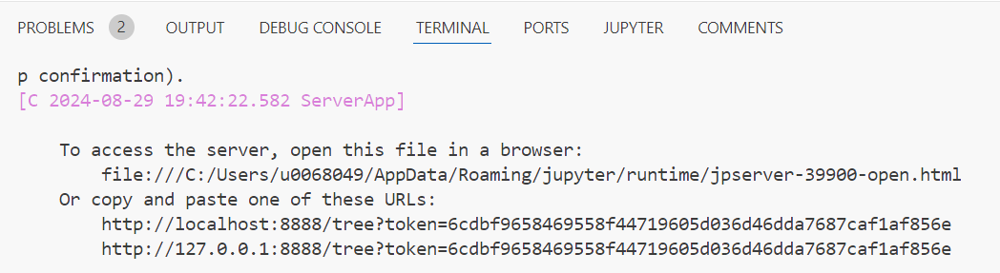 PROBLEMS 2 OUTPUT DEBUG CONSOLE TERMINAL PORTS JUPYTER COMMENTS
p confirmation).
[C 2024-08-29 19:42:22.582 ServerApp]
To access the server, open this file in a browser:
file:///C:/Users/u0068049/AppData/Roaming/jupyter/runtime/jpserver-39900-open.html
Or copy and paste one of these URLs:
http://localhost:8888/tree?token=6cdbf9658469558f44719605d036d46dda7687caf1af856e
http://127.0.0.1:8888/tree?token=6cdbf9658469558f44719605d036d46dda7687caf1af856e